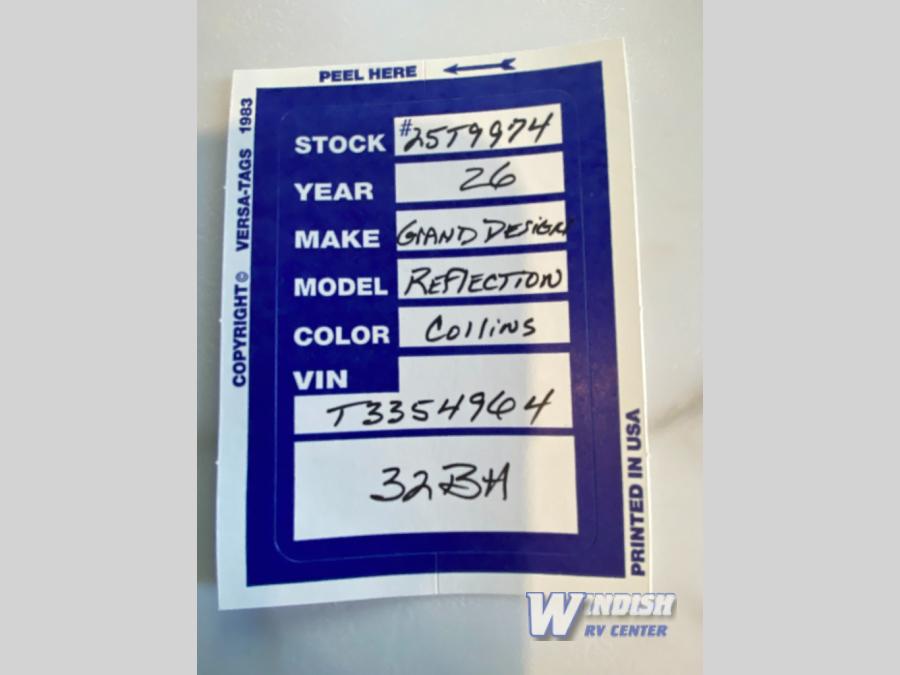 PEEL HERE
COPYRIGHT © VERSA-TAGS 1983
STOCK #25T9974
YEAR 26
MAKE GRAND DESIGN
MODEL REFLECTION
COLOR Collins
VIN
T3354964
32BH
PRINTED IN USA
WINDISH
RV CENTER